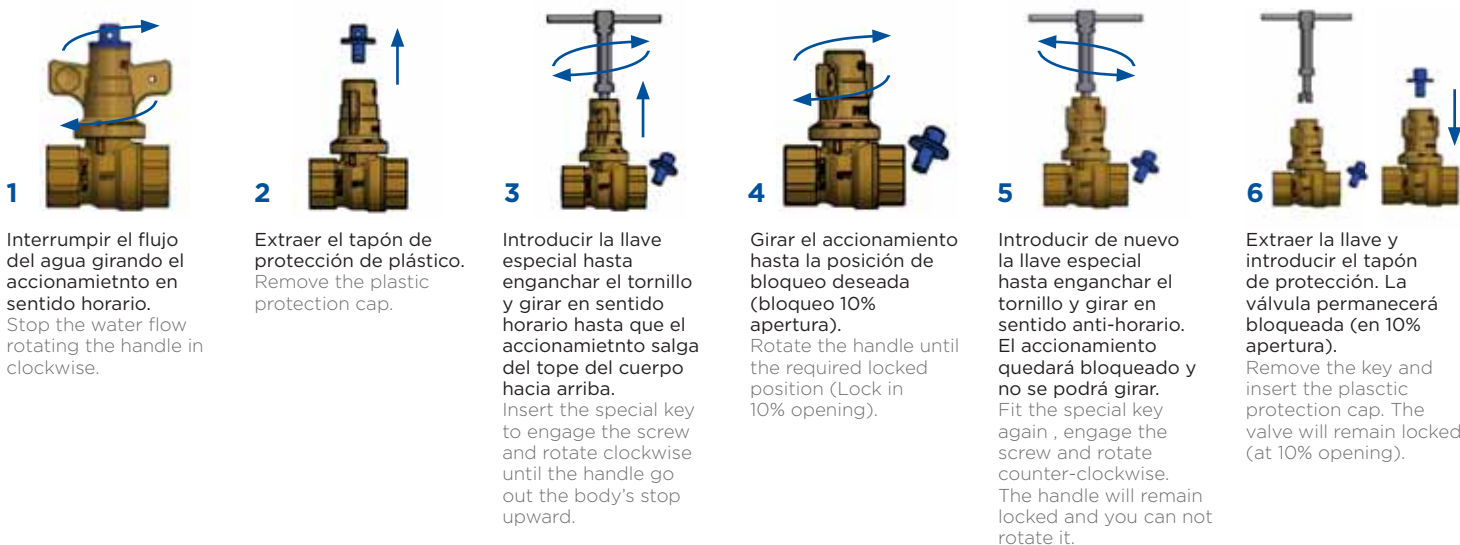 1
Interrumpir el flujo
del agua girando el
accionamietnto en
sentido horario.
Stop the water flow
rotating the handle in
clockwise.
2
Extraer el tapón de
protección de plástico.
Remove the plastic
protection cap.
3
Introducir la llave
especial hasta
enganchar el tornillo
y girar en sentido
horario hasta que el
accionamietnto salga
del tope del cuerpo
hacia arriba.
Insert the special key
to engage the screw
and rotate clockwise
until the handle go
out the body's stop
upward.
4
Girar el accionamiento
hasta la posición de
bloqueo deseada
(bloqueo 10%
apertura).
Rotate the handle until
the required locked
position (Lock in
10% opening).
5
Introducir de nuevo
la llave especial
hasta enganchar el
tornillo y girar en
sentido anti-horario.
El accionamiento
quedará bloqueado y
no se podrá girar.
Fit the special key
again , engage the
screw and rotate
counter-clockwise.
The handle will remain
locked and you can not
rotate it.
6
Extraer la llave y
introducir el tapón
de protección. La
válvula permanecerá
bloqueada (en 10%
apertura).
Remove the key and
insert the plasctic
protection cap. The
valve will remain locked
(at 10% opening).